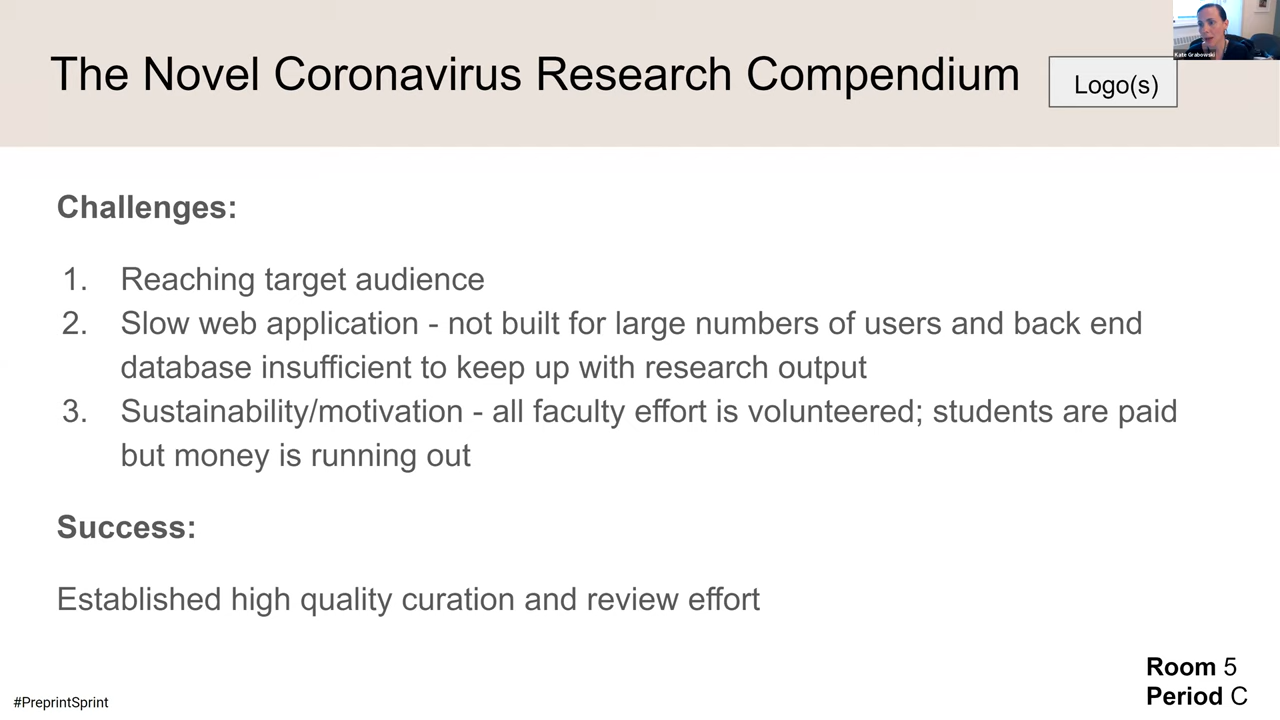 The Novel Coronavirus Research Compendium
Logo(s)
Kate Grabowski
Challenges:
1. Reaching target audience
2. Slow web application - not built for large numbers of users and back end
database insufficient to keep up with research output
3. Sustainability/motivation - all faculty effort is volunteered; students are paid
but money is running out
Success:
Established high quality curation and review effort
Room 5
Period C
#PreprintSprint